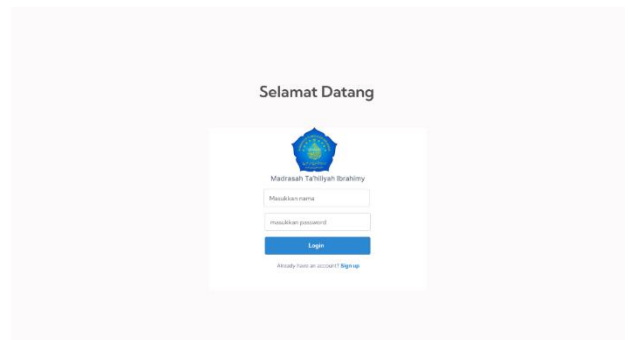 Selamat Datang
Madrasah Ta'hiliyah Ibrahimy
Masukkan nama
masukkan password
Login
Already have an account? Sign up